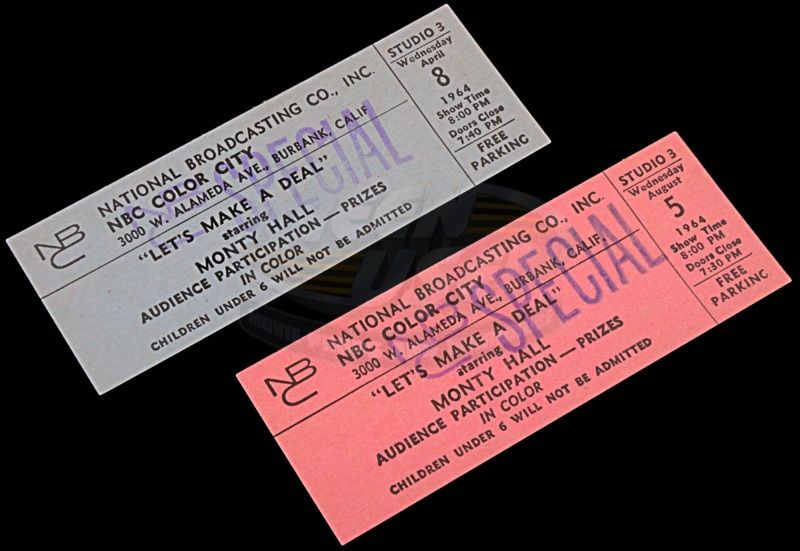 NBC
NATIONAL BROADCASTING CO., INC.
NBC COLOR CITY
3000 W. ALAMEDA AVE., BURBANK, CALIF.
SPECIAL
"LET'S MAKE A DEAL"
starring
MONTY HALL
AUDIENCE PARTICIPATION — PRIZES
IN COLOR
CHILDREN UNDER 6 WILL NOT BE ADMITTED
STUDIO 3
Wednesday
April
8
1964
Show Time
8:00 PM
Doors Close
7:40 PM
FREE
PARKING
NBC
NATIONAL BROADCASTING CO., INC.
NBC COLOR CITY
3000 W. ALAMEDA AVE., BURBANK, CALIF.
SPECIAL
"LET'S MAKE A DEAL"
starring
MONTY HALL
AUDIENCE PARTICIPATION — PRIZES
IN COLOR
CHILDREN UNDER 6 WILL NOT BE ADMITTED
STUDIO 3
Wednesday
August
5
1964
Show Time
8:00 PM
Doors Close
7:30 PM
FREE
PARKING